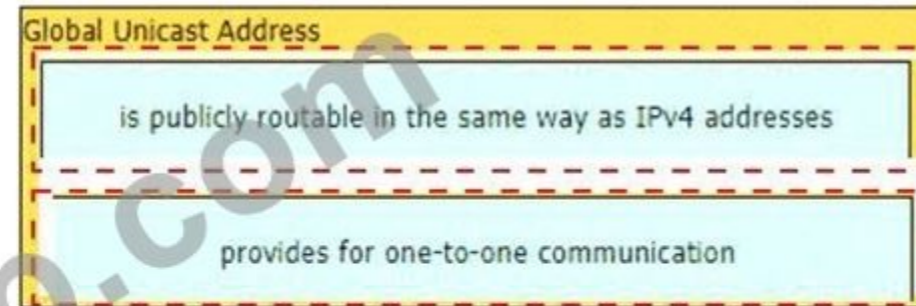 Global Unicast Address
is publicly routable in the same way as IPv4 addresses
provides for one-to-one communication
.com